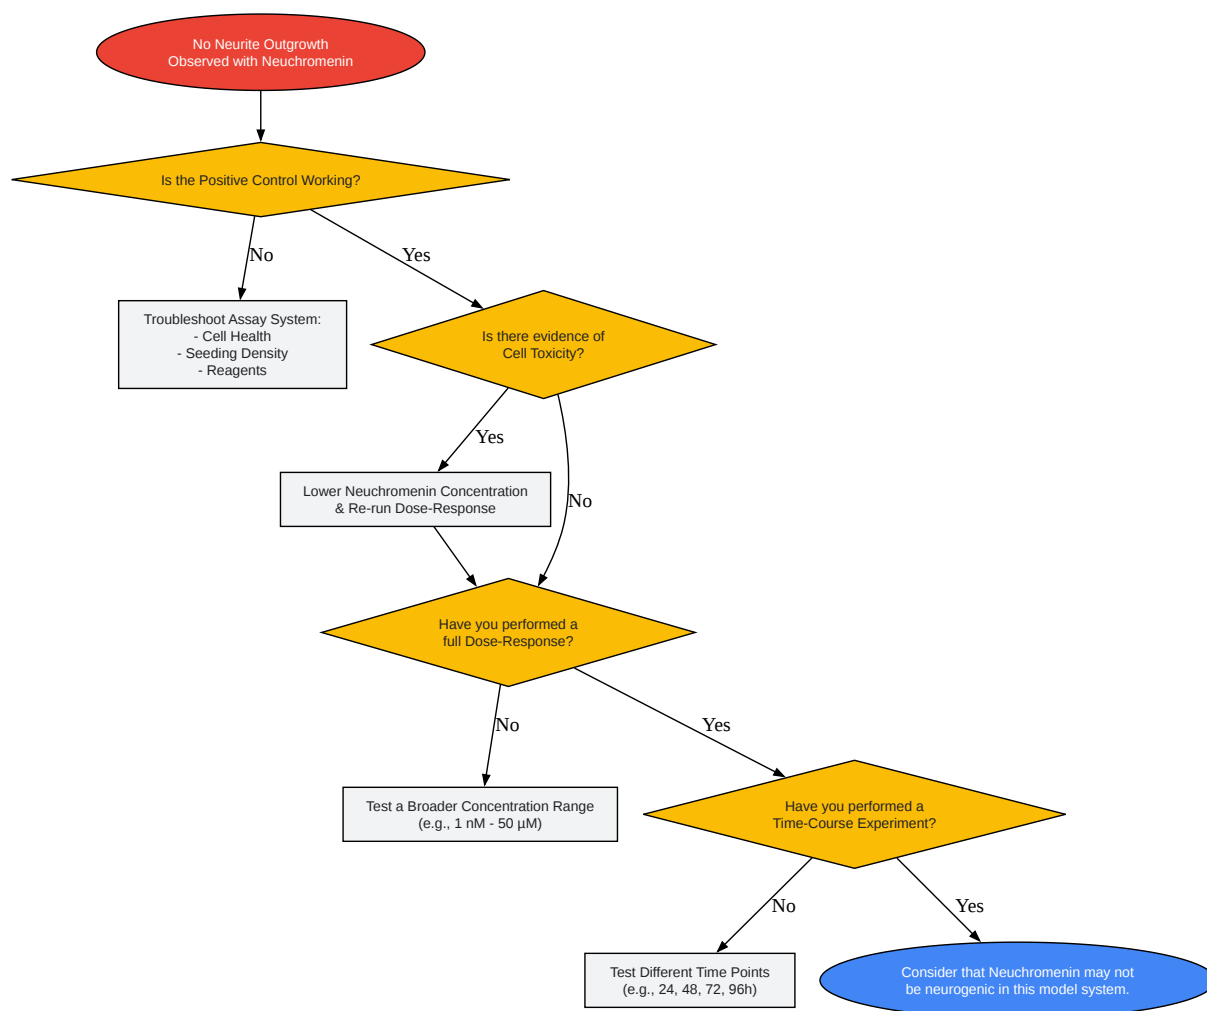 No Neurite Outgrowth
Observed with Neuchromenin
Is the Positive Control Working?
No
Yes
Troubleshoot Assay System:
- Cell Health
- Seeding Density
- Reagents
Is there evidence of
Cell Toxicity?
Yes
No
Lower Neuchromenin Concentration
& Re-run Dose-Response
Have you performed a
full Dose-Response?
No
Yes
Test a Broader Concentration Range
(e.g., 1 nM - 50 µM)
Have you performed a
Time-Course Experiment?
No
Yes
Test Different Time Points
(e.g., 24, 48, 72, 96h)
Consider that Neuchromenin may not
be neurogenic in this model system.